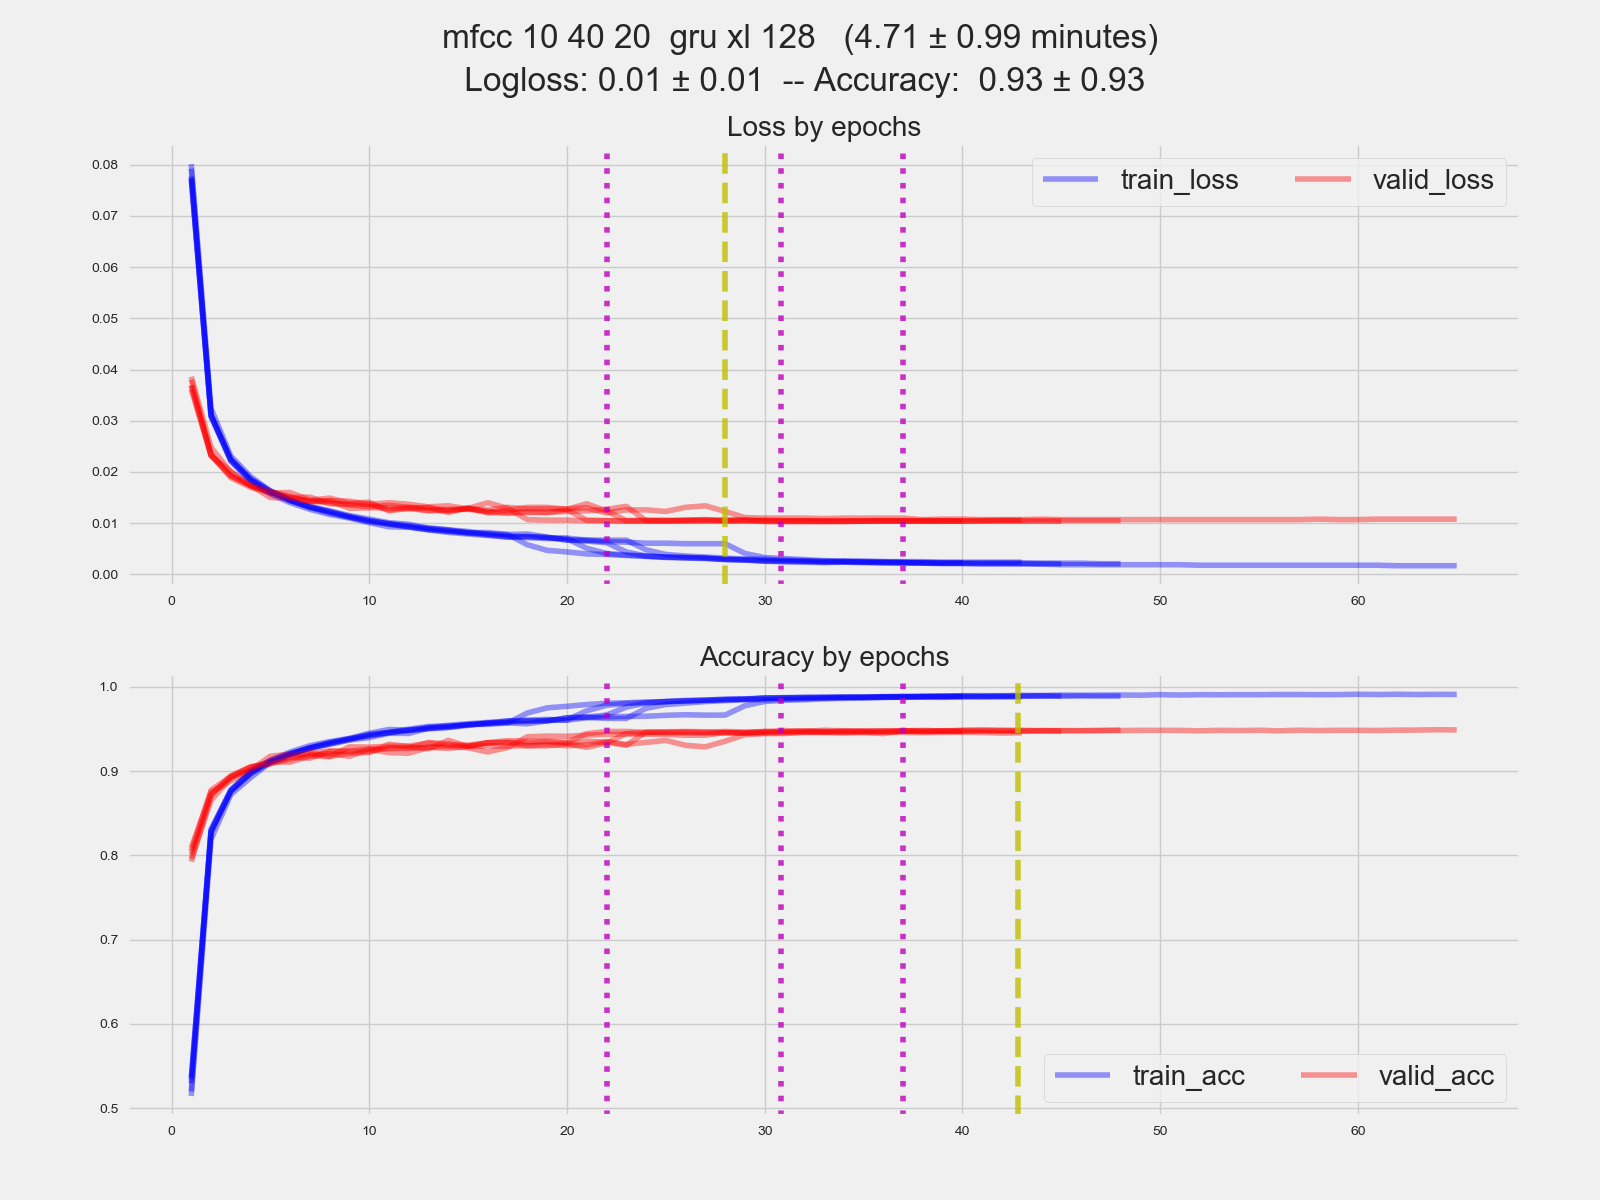 mfcc 10 40 20  gru xl 128   (4.71 ± 0.99 minutes)
Logloss: 0.01 ± 0.01  -- Accuracy:  0.93 ± 0.93
Loss by epochs
train_loss valid_loss
0.08
0.07
0.06
0.05
0.04
0.03
0.02
0.01
0.00
0 10 20 30 40 50 60
Accuracy by epochs
1.0
0.9
0.8
0.7
0.6
0.5
train_acc valid_acc
0 10 20 30 40 50 60